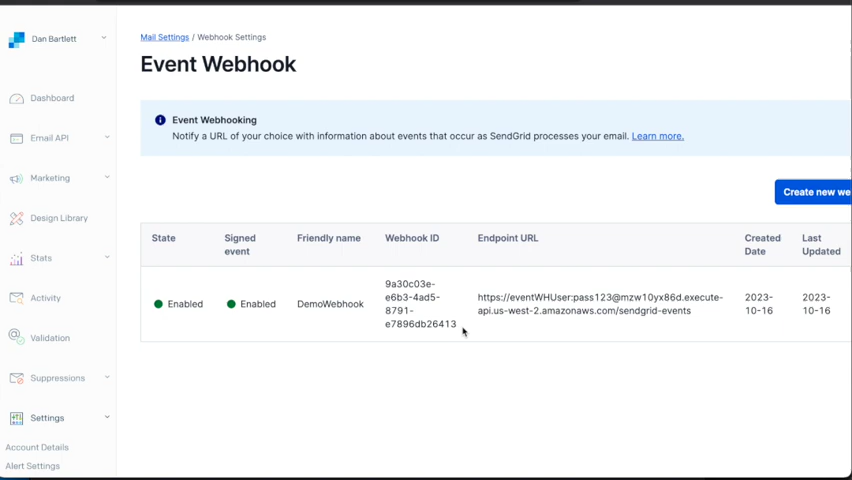 Dan Bartlett
Dashboard
Email API
Marketing
Design Library
Stats
Activity
Validation
Suppressions
Settings
Account Details
Alert Settings
Mail Settings / Webhook Settings
Event Webhook
Event Webhooking
Notify a URL of your choice with information about events that occur as SendGrid processes your email. Learn more.
Create new we
State
Signed
event
Friendly name
Webhook ID
Endpoint URL
Created
Date
Last
Updated
Enabled
Enabled
DemoWebhook
9a30c03e-
e6b3-4ad5-
8791-
e7896db26413
https://eventWHUser:pass123@mzw10yx86d.execute-
api.us-west-2.amazonaws.com/sendgrid-events
2023-
10-16
2023-
10-16